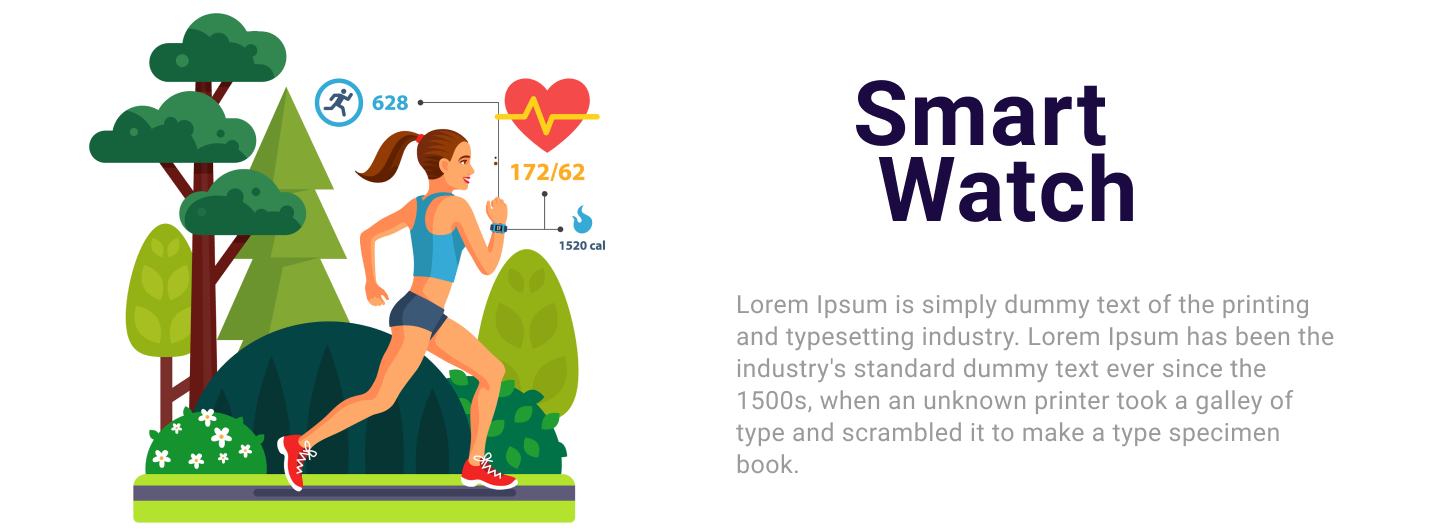 628
172/62
1520 cal
Smart
Watch
Lorem Ipsum is simply dummy text of the printing
and typesetting industry. Lorem Ipsum has been the
industry's standard dummy text ever since the
1500s, when an unknown printer took a galley of
type and scrambled it to make a type specimen
book.